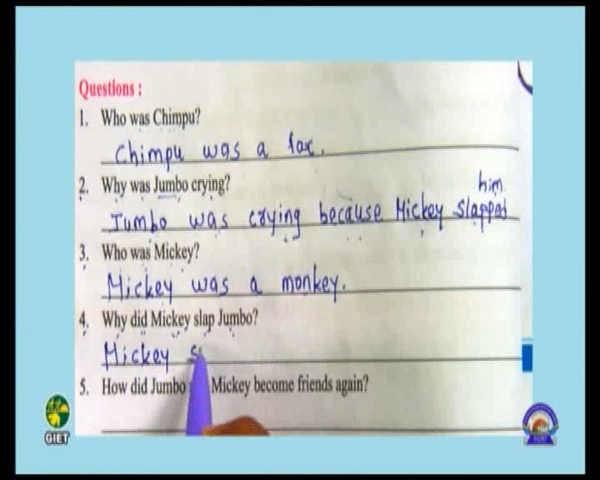 Questions :
1. Who was Chimpu?
Chimpu was a fox.
2. Why was Jumbo crying?
him
Jumbo was crying because Mickey slapped
3. Who was Mickey?
Mickey was a monkey.
4. Why did Mickey slap Jumbo?
Mickey
5. How did Jumbo Mickey become friends again?
GIET